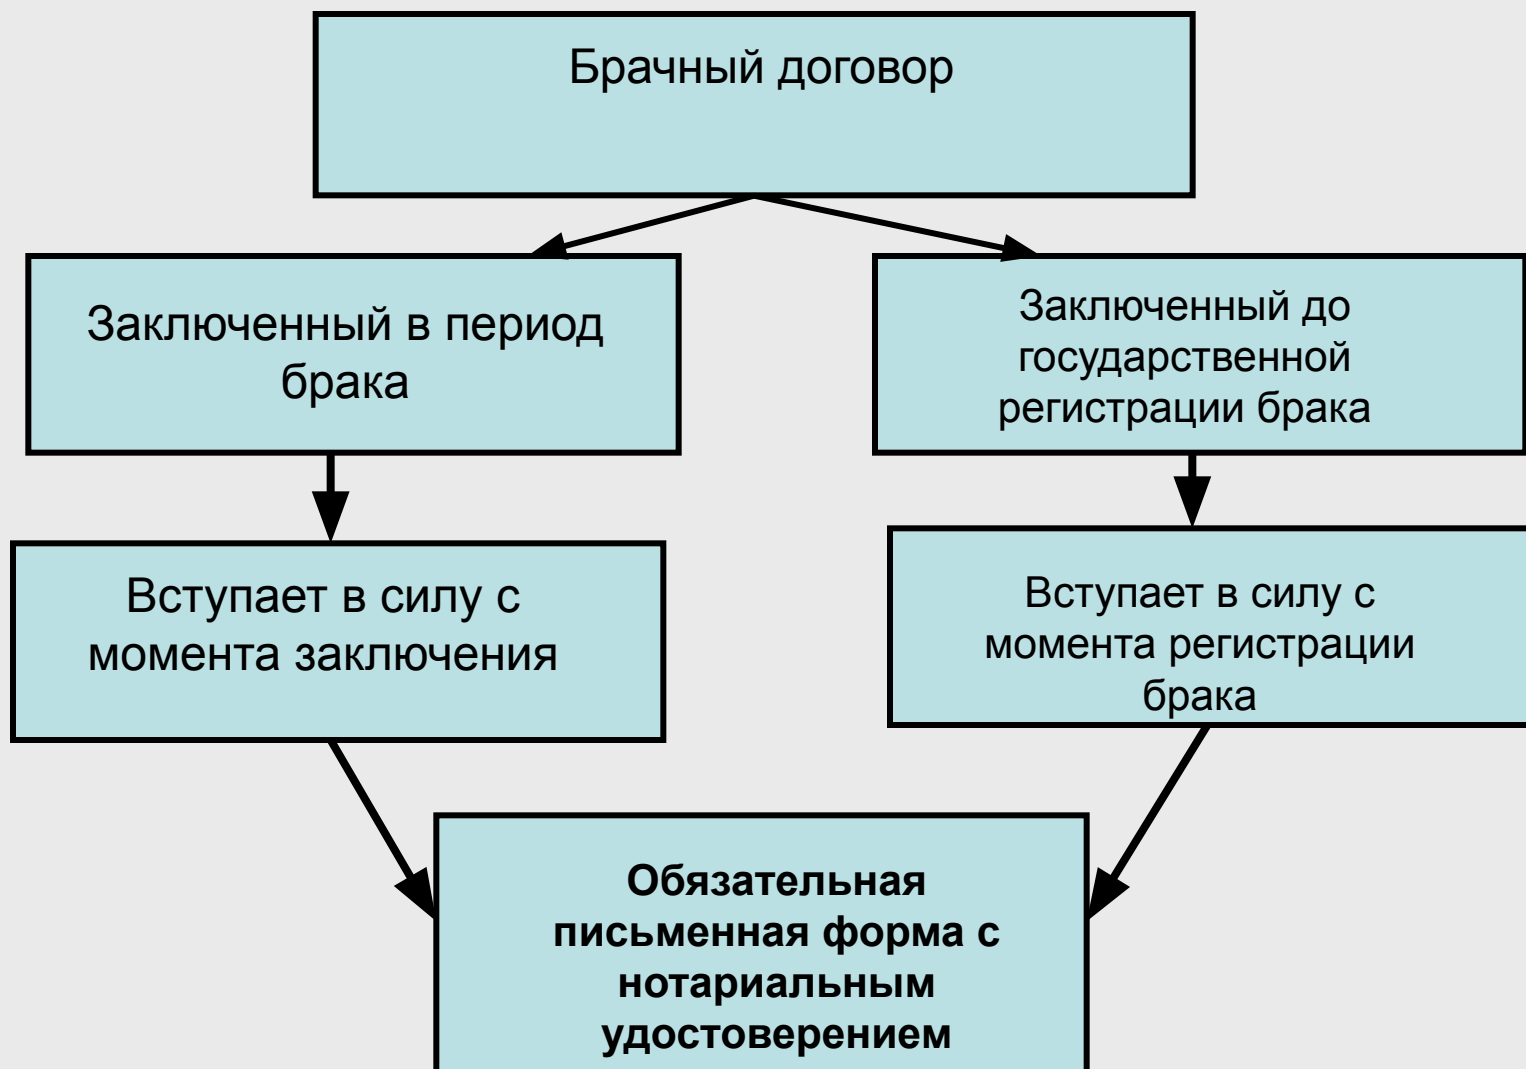 Брачный договор
Заключенный в период
брака
Заключенный до
государственной
регистрации брака
Вступает в силу с
момента заключения
Вступает в силу с
момента регистрации
брака
Обязательная
письменная форма с
нотариальным
удостоверением